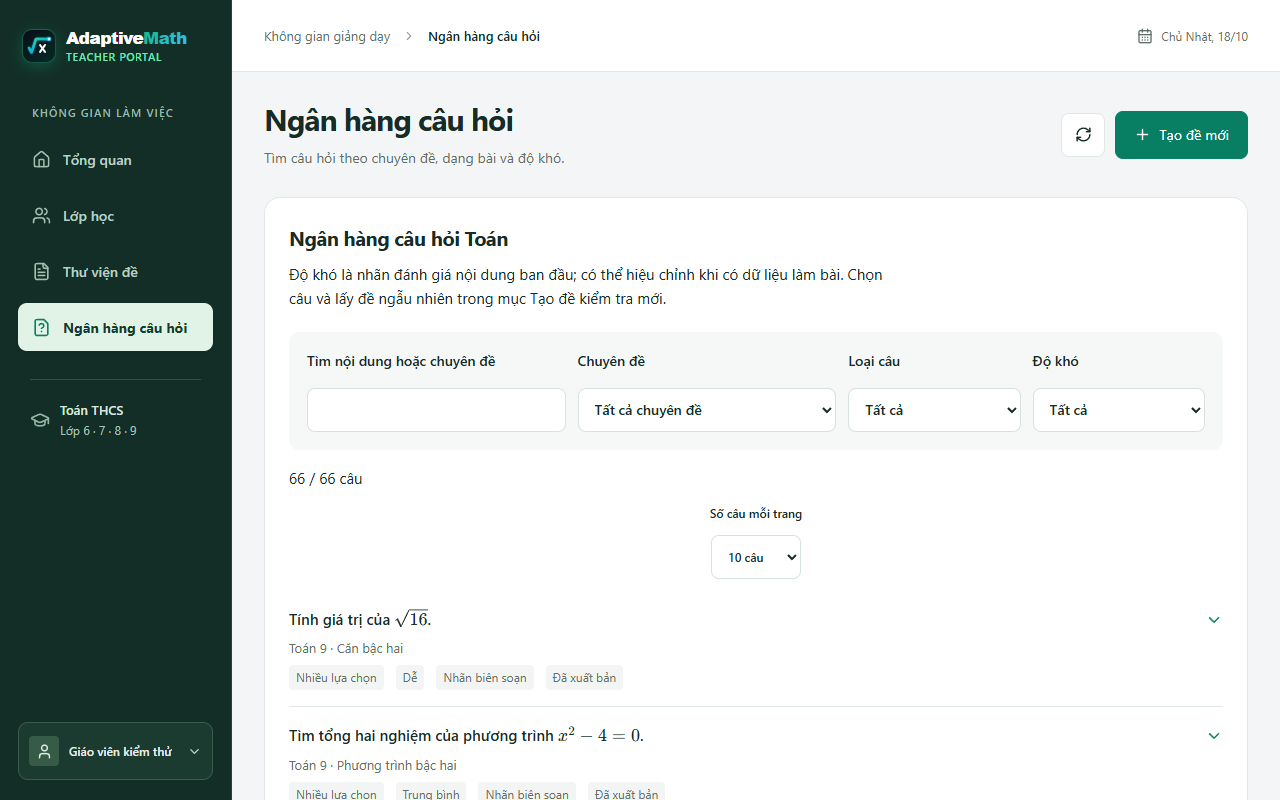 AdaptiveMath
TEACHER PORTAL
KHÔNG GIAN LÀM VIỆC
Tổng quan
Lớp học
Thư viện đề
Ngân hàng câu hỏi
Toán THCS
Lớp 6 · 7 · 8 · 9
Giáo viên kiểm thử
Không gian giảng dạy > Ngân hàng câu hỏi
Chủ Nhật, 18/10
Ngân hàng câu hỏi
Tìm câu hỏi theo chuyên đề, dạng bài và độ khó.
+ Tạo đề mới
Ngân hàng câu hỏi Toán
Độ khó là nhãn đánh giá nội dung ban đầu; có thể hiệu chỉnh khi có dữ liệu làm bài. Chọn
câu và lấy đề ngẫu nhiên trong mục Tạo đề kiểm tra mới.
Tìm nội dung hoặc chuyên đề
Chuyên đề
Loại câu
Độ khó
Tất cả chuyên đề
Tất cả
Tất cả
66 / 66 câu
Số câu mỗi trang
10 câu
Tính giá trị của √16.
Toán 9 · Căn bậc hai
Nhiều lựa chọn Dễ Nhãn biên soạn Đã xuất bản
Tìm tổng hai nghiệm của phương trình x² − 4 = 0.
Toán 9 · Phương trình bậc hai
Nhiều lựa chọn Trung bình Nhãn biên soạn Đã xuất bản